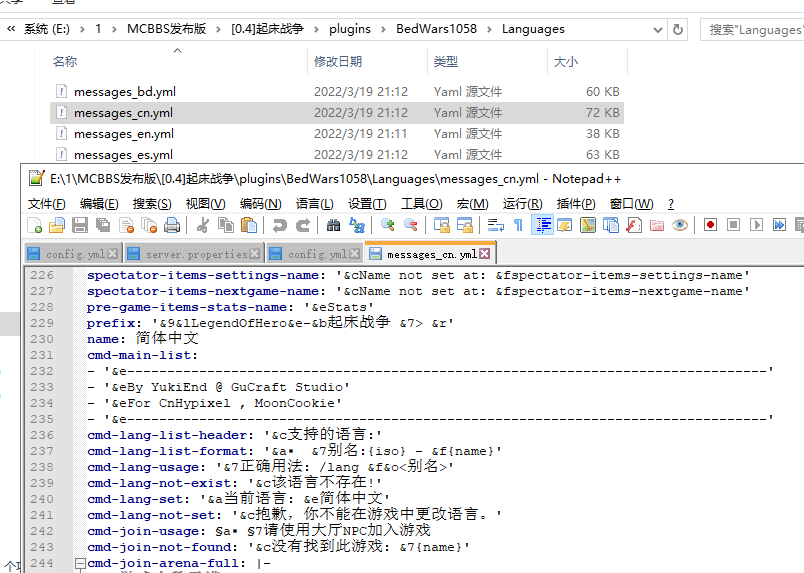 « 系统 (E:) › 1 › MCBBS发布版 › [0.4]起床战争 › plugins › BedWars1058 › Languages 搜索"Languages"
名称 修改日期 类型 大小
messages_bd.yml 2022/3/19 21:12 Yaml 源文件 60 KB
messages_cn.yml 2022/3/19 21:12 Yaml 源文件 72 KB
messages_en.yml 2022/3/19 21:11 Yaml 源文件 38 KB
messages_es.yml 2022/3/19 21:12 Yaml 源文件 63 KB
E:\1\MCBBS发布版\[0.4]起床战争\plugins\BedWars1058\Languages\messages_cn.yml - Notepad++
文件(F) 编辑(E) 搜索(S) 视图(V) 编码(N) 语言(L) 设置(T) 工具(O) 宏(M) 运行(R) 插件(P) 窗口(W) ?
config.yml server.properties config.yml messages_cn.yml
226 spectator-items-settings-name: '&cName not set at: &fspectator-items-settings-name'
227 spectator-items-nextgame-name: '&cName not set at: &fspectator-items-nextgame-name'
228 pre-game-items-stats-name: '&eStats'
229 prefix: '&9&lLegendOfHero&e-&b起床战争 &7> &r'
230 name: 简体中文
231 cmd-main-list:
232 - '&e--------------------------------------------------------------------------------'
233 - '&eBy YukiEnd @ GuCraft Studio'
234 - '&eFor CnHypixel , MoonCookie'
235 - '&e--------------------------------------------------------------------------------'
236 cmd-lang-list-header: '&c支持的语言:'
237 cmd-lang-list-format: '&a▪  &7别名:{iso} - &f{name}'
238 cmd-lang-usage: '&7正确用法: /lang &f&o<别名>'
239 cmd-lang-not-exist: '&c该语言不存在!'
240 cmd-lang-set: '&a当前语言: &e简体中文'
241 cmd-lang-not-set: '&c抱歉，你不能在游戏中更改语言。'
242 cmd-join-usage: §a▪ §7请使用大厅NPC加入游戏
243 cmd-join-not-found: '&c没有找到此游戏: &7{name}'
244 cmd-join-arena-full: |-